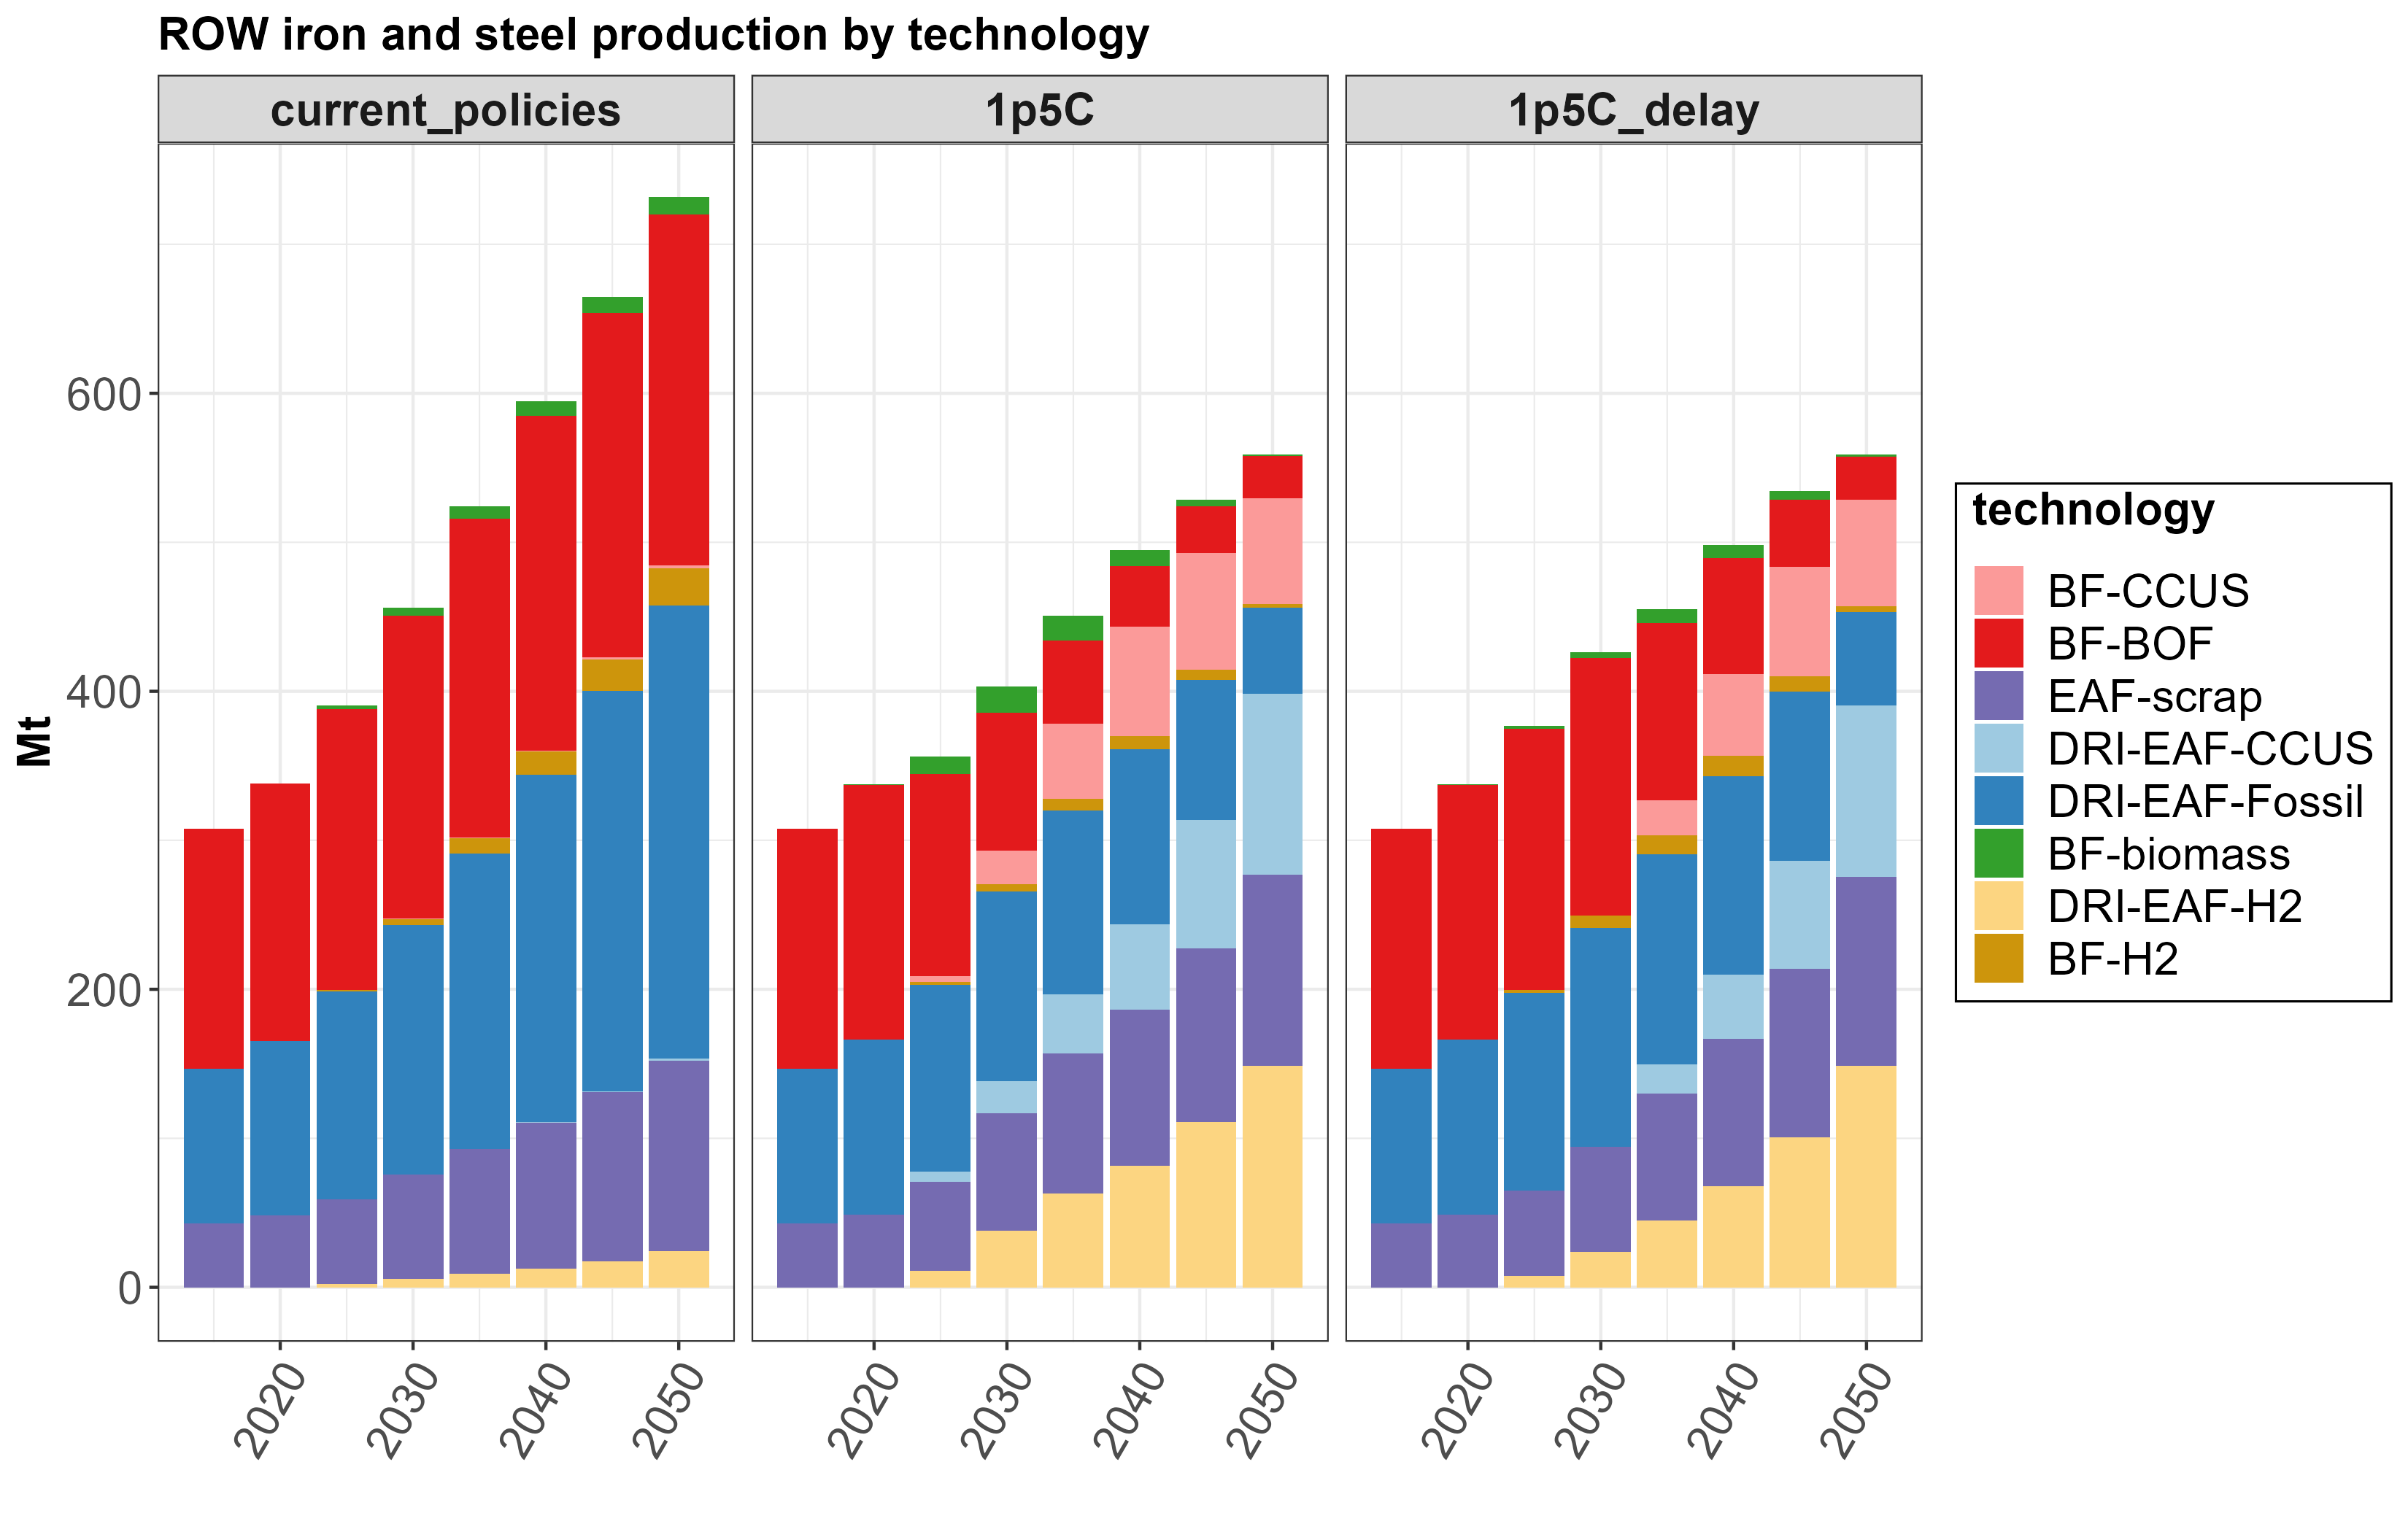 ROW iron and steel production by technology
current_policies
1p5C
1p5C_delay
Mt
600
400
200
0
2020
2030
2040
2050
2020
2030
2040
2050
2020
2030
2040
2050
technology
BF-CCUS
BF-BOF
EAF-scrap
DRI-EAF-CCUS
DRI-EAF-Fossil
BF-biomass
DRI-EAF-H2
BF-H2